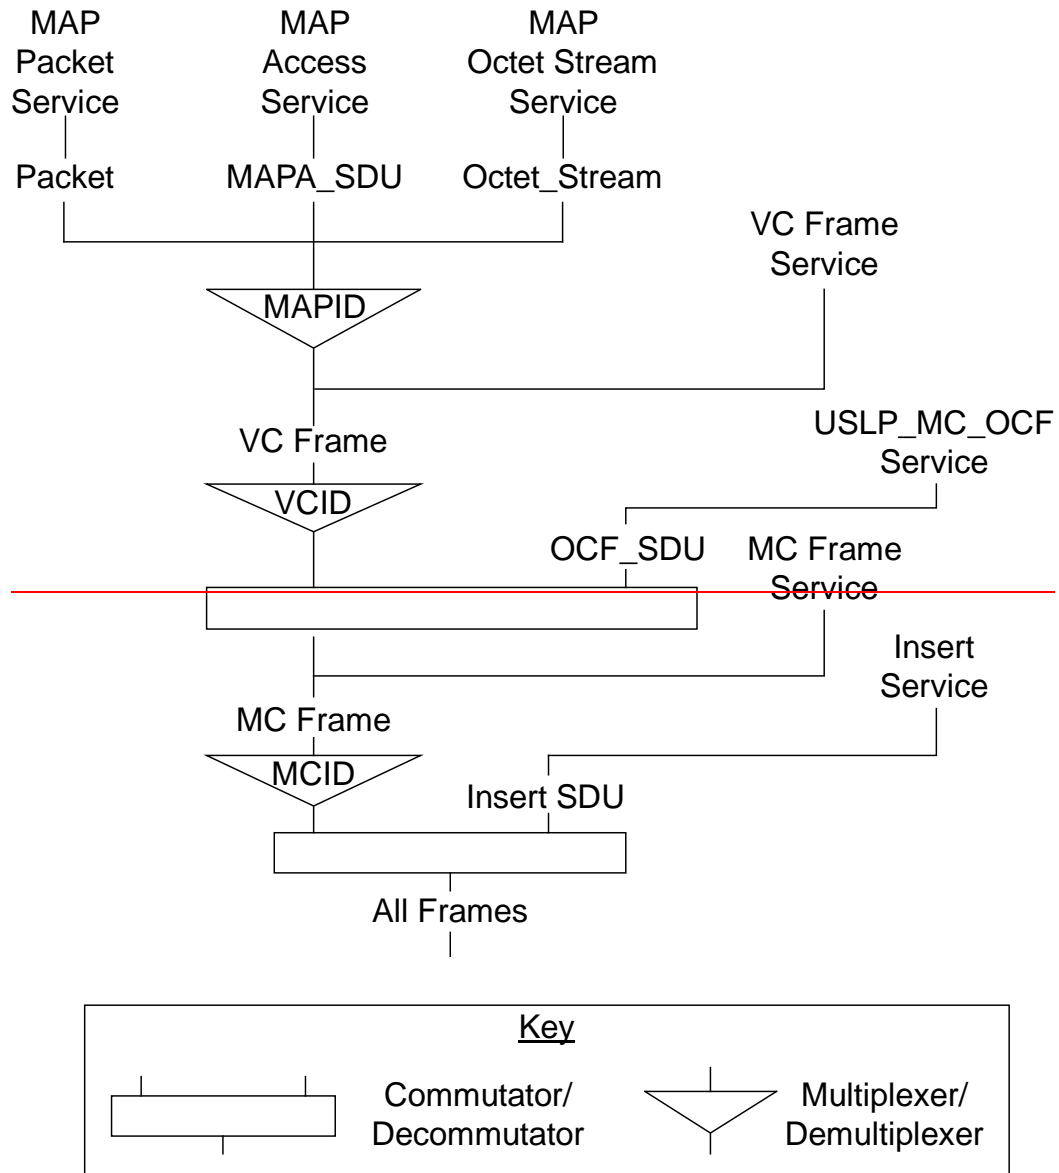 MAP
Packet
Service
MAP
Access
Service
MAP
Octet Stream
Service
Packet
MAPA_SDU
Octet_Stream
VC Frame
Service
MAPID
VC Frame
USLP_MC_OCF
Service
VCID
OCF_SDU
MC Frame
Service
Insert
Service
MC Frame
MCID
Insert SDU
All Frames
Key
Commutator/
Decommutator
Multiplexer/
Demultiplexer